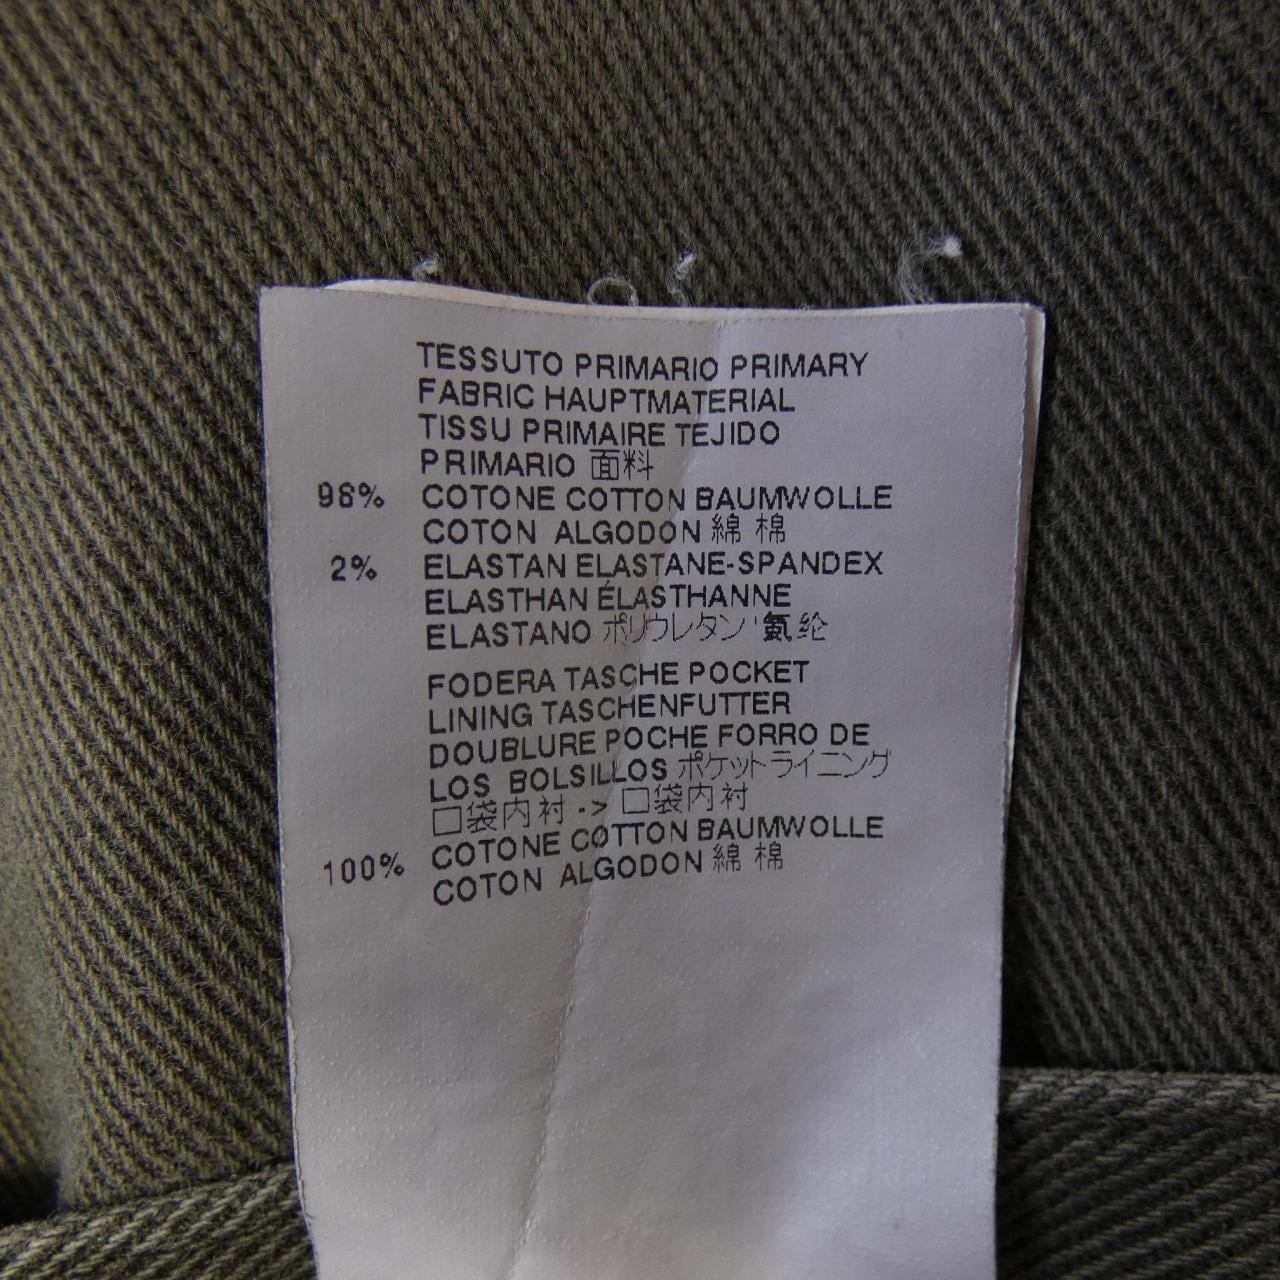 TESSUTO PRIMARIO PRIMARY
FABRIC HAUPTMATERIAL
TISSU PRIMAIRE TEJIDO
PRIMARIO 面料
98% COTONE COTTON BAUMWOLLE
COTON ALGODON 綿 棉
2% ELASTAN ELASTANE-SPANDEX
ELASTHAN ÉLASTHANNE
ELASTANO ポリウレタン' 氨纶
FODERA TASCHE POCKET
LINING TASCHENFUTTER
DOUBLURE POCHE FORRO DE
LOS BOLSILLOS ポケットライニング
口袋内衬 -> 口袋内衬
100% COTONE COTTON BAUMWOLLE
COTON ALGODON 綿 棉